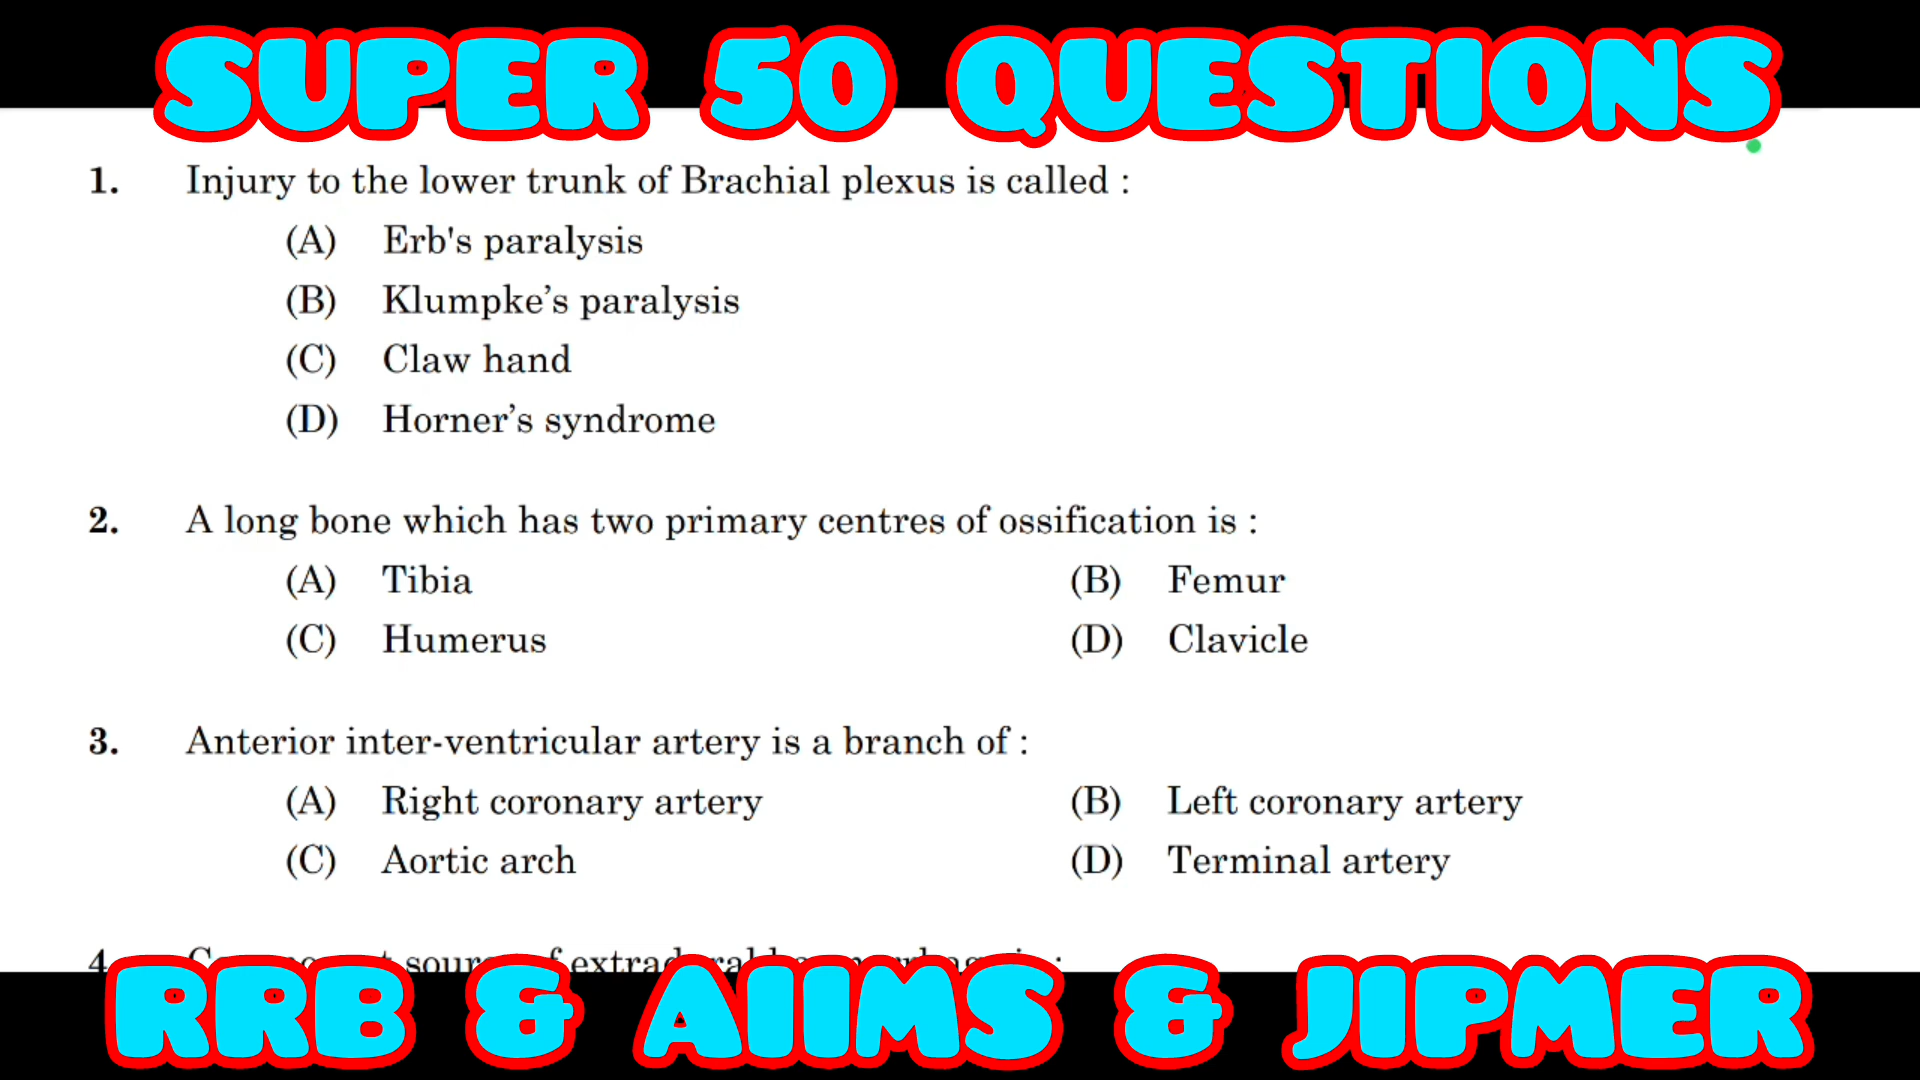 SUPER 50 QUESTIONS
1. Injury to the lower trunk of Brachial plexus is called :
(A) Erb's paralysis
(B) Klumpke’s paralysis
(C) Claw hand
(D) Horner’s syndrome
2. A long bone which has two primary centres of ossification is :
(A) Tibia (B) Femur
(C) Humerus (D) Clavicle
3. Anterior inter-ventricular artery is a branch of :
(A) Right coronary artery (B) Left coronary artery
(C) Aortic arch (D) Terminal artery
4. is :
RRB & AIIMS & JIPMER